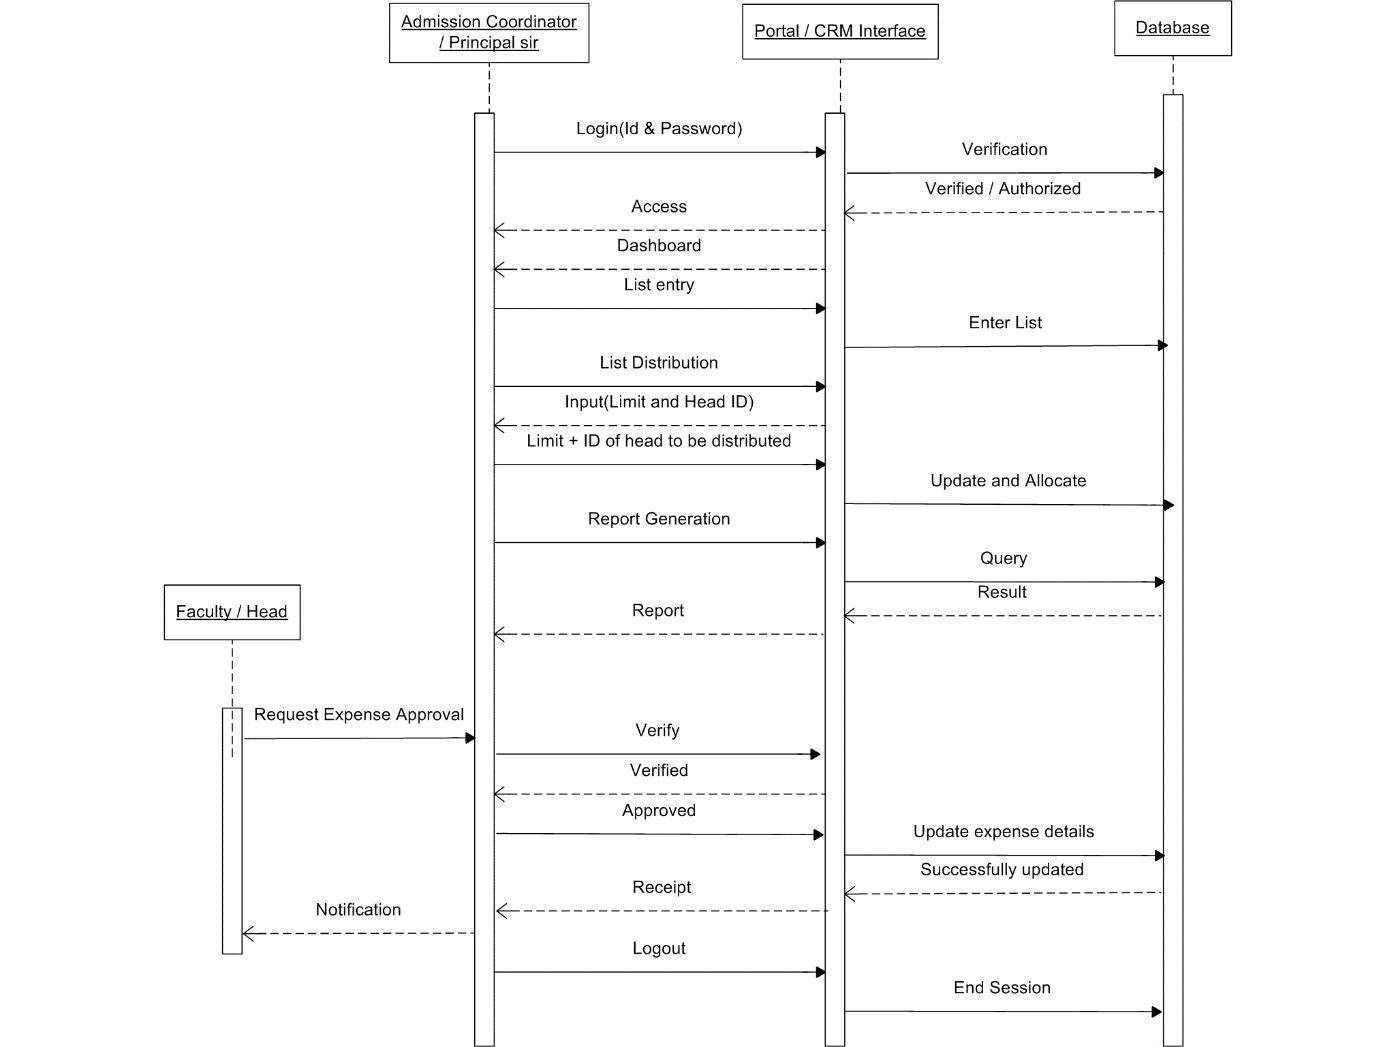 Admission Coordinator
/ Principal sir
Portal / CRM Interface
Database
Login(Id & Password)
Verification
Verified / Authorized
Access
Dashboard
List entry
Enter List
List Distribution
Input(Limit and Head ID)
Limit + ID of head to be distributed
Update and Allocate
Report Generation
Query
Result
Faculty / Head
Report
Request Expense Approval
Verify
Verified
Approved
Update expense details
Successfully updated
Receipt
Notification
Logout
End Session